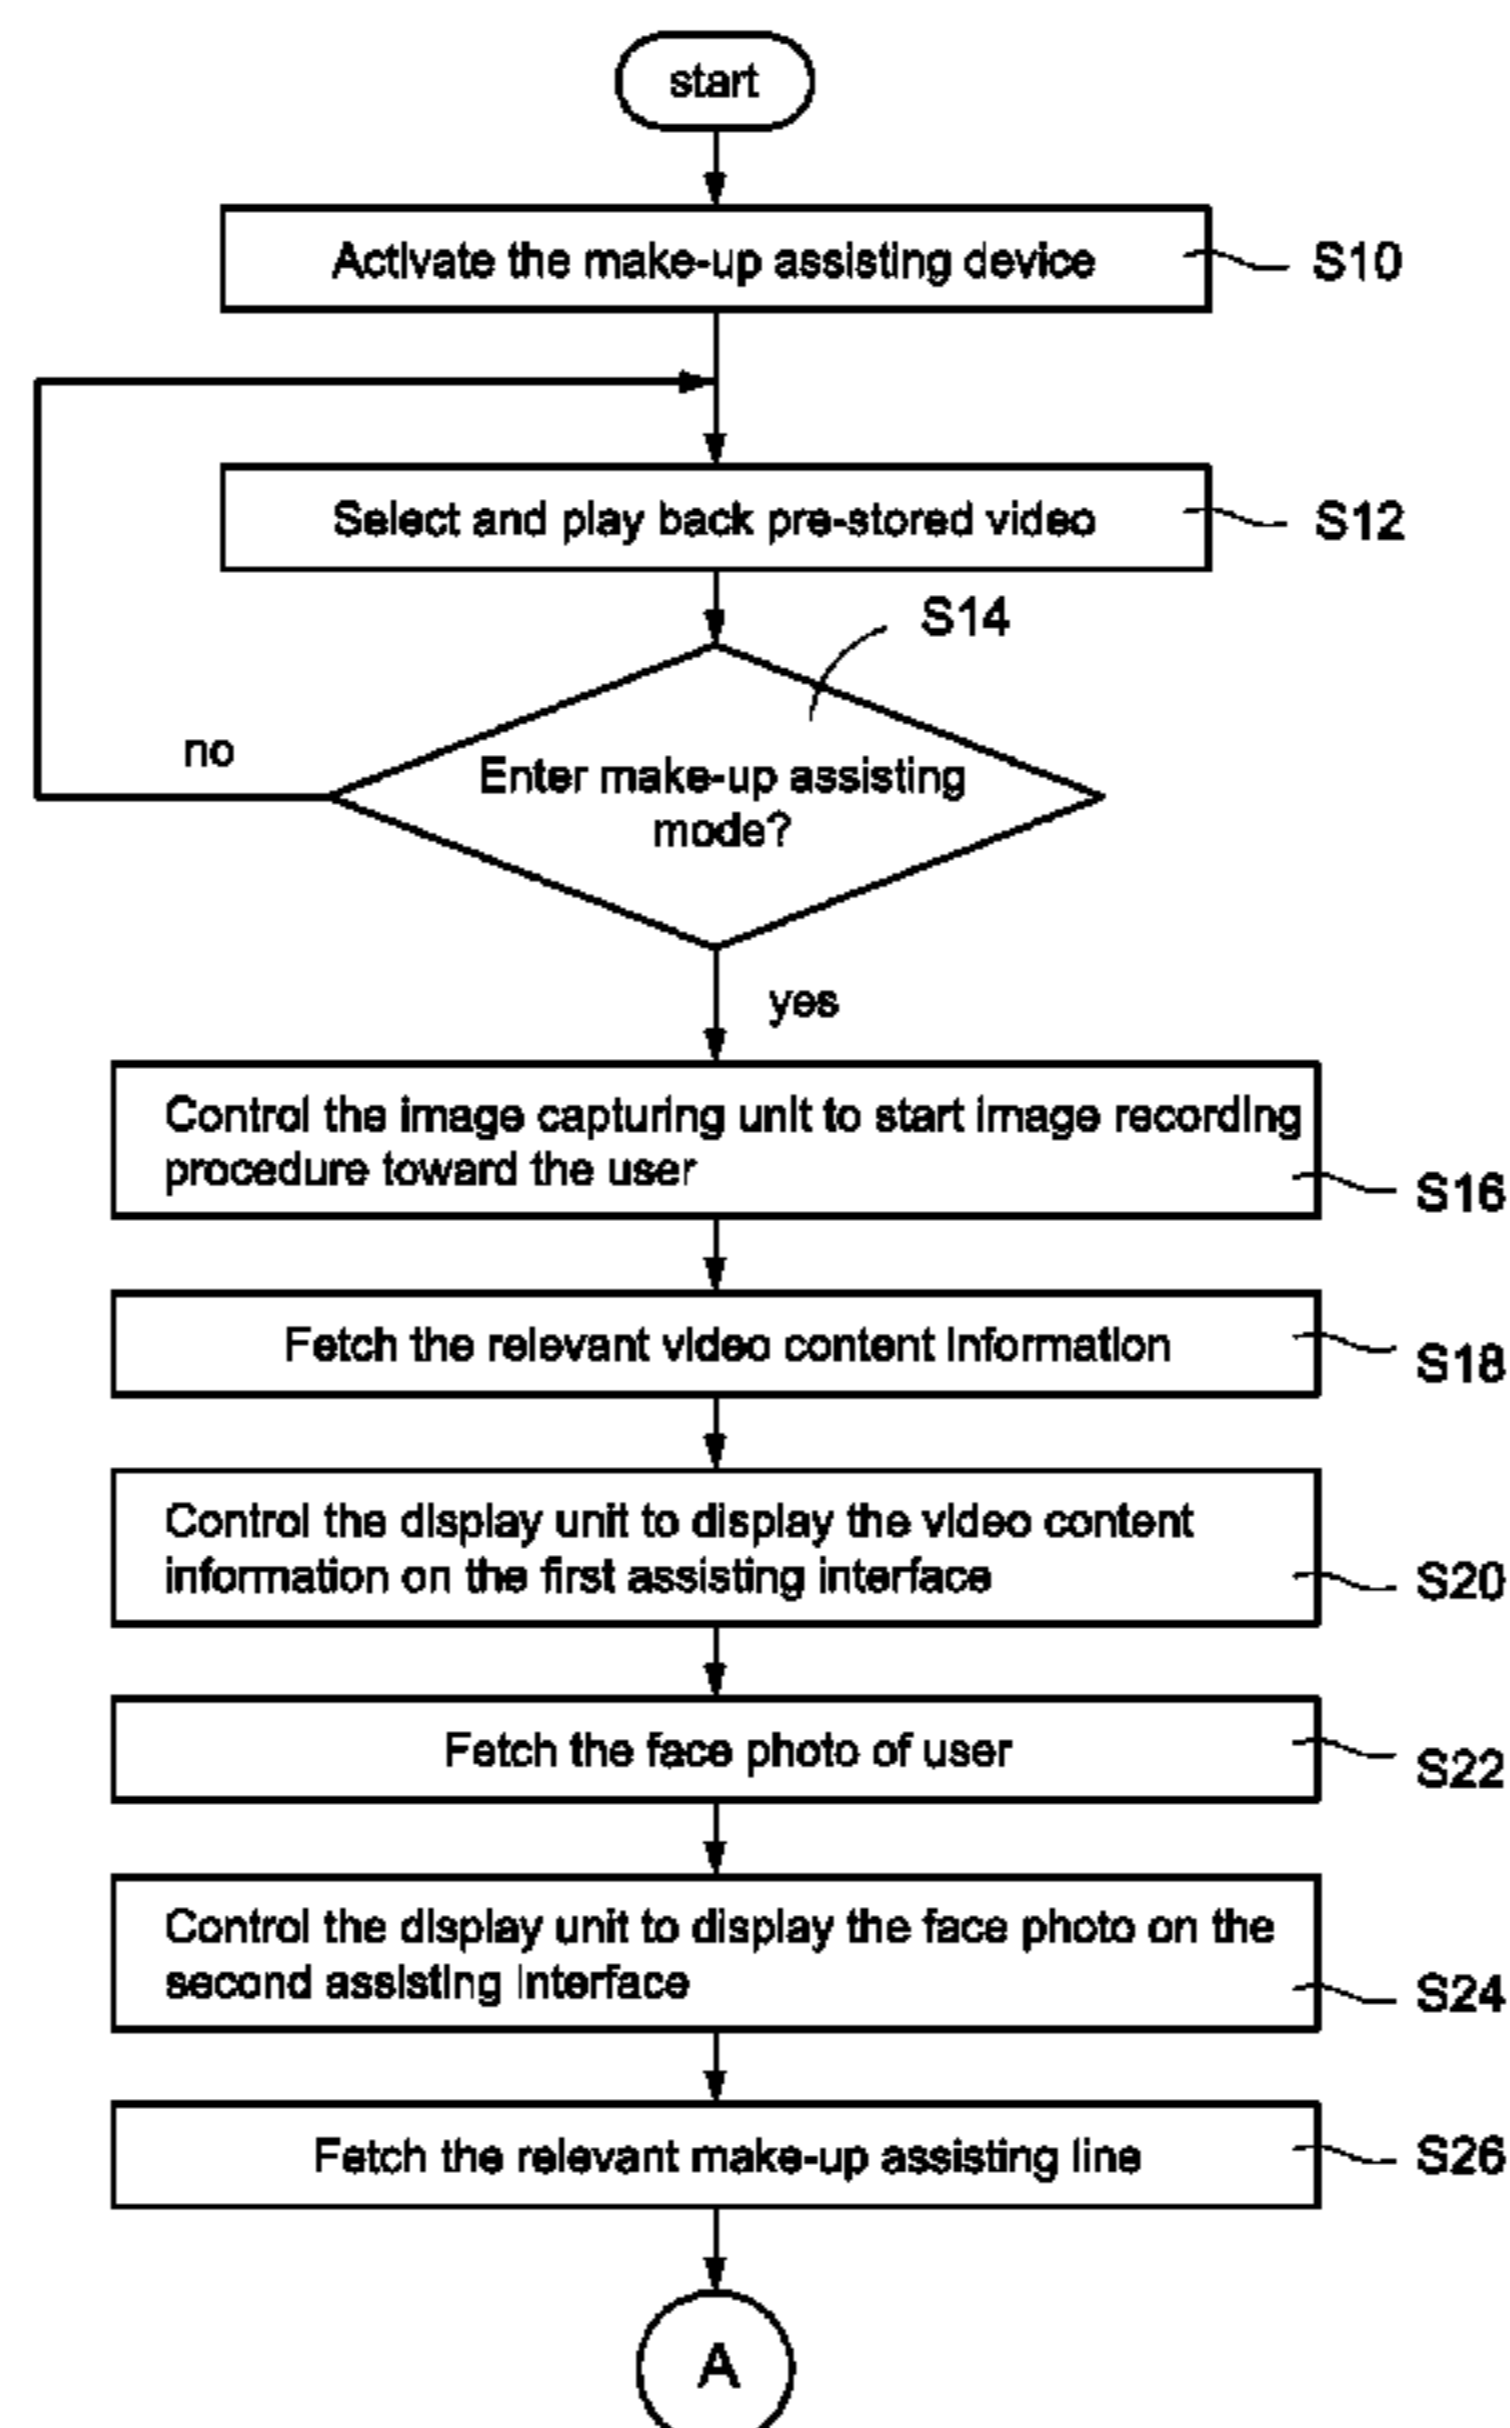 start
Activate the make-up assisting device
S10
Select and play back pre-stored video
S12
S14
no
Enter make-up assisting
mode?
yes
Control the image capturing unit to start image recording
procedure toward the user
S16
Fetch the relevant video content information
S18
Control the display unit to display the video content
information on the first assisting interface
S20
Fetch the face photo of user
S22
Control the display unit to display the face photo on the
second assisting interface
S24
Fetch the relevant make-up assisting line
S26
A